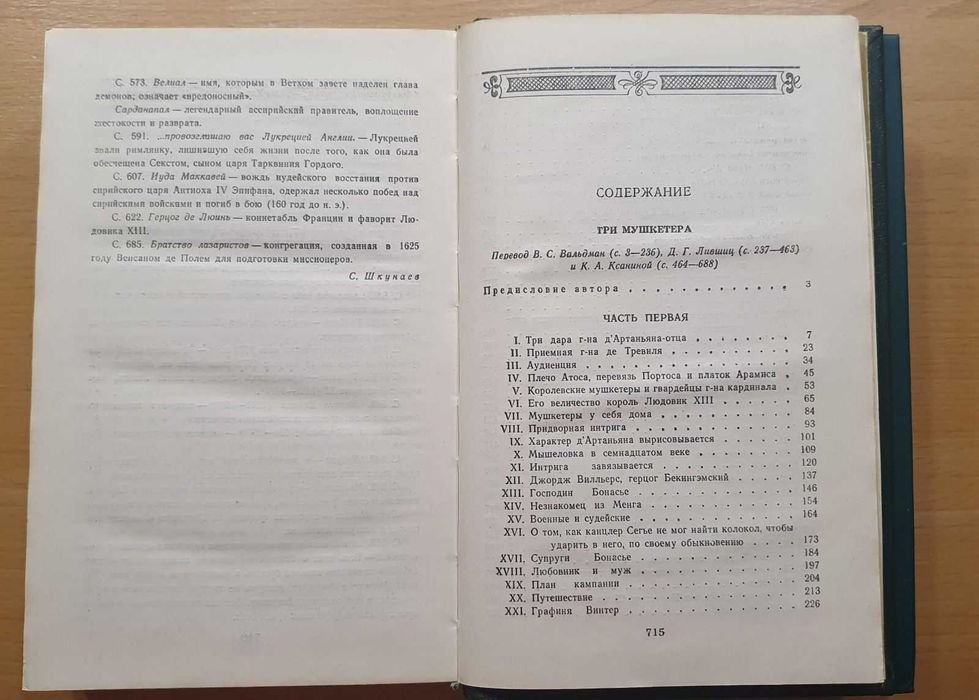 С. 573. Велиал — имя, которым в Ветхом завете наделен глава
демонов; означает «вредоносный».
Сарданапал — легендарный ассирийский правитель, воплощение
жестокости и разврата.
С. 591. ...провозглашаю вас Лукрецией Англии. — Лукрецией
звали римлянку, лишившую себя жизни после того, как она была
обесчещена Секстом, сыном царя Тарквиния Гордого.
С. 607. Иуда Маккавей — вождь иудейского восстания против
сирийского царя Антиоха IV Эпифана, одержал несколько побед над
сирийскими войсками и погиб в бою (160 год до н. э.).
С. 622. Герцог де Люинь — коннетабль Франции и фаворит Лю-
довика XIII.
С. 685. Братство лазаристов — конгрегация, созданная в 1625
году Венсаном де Полем для подготовки миссионеров.
С. Шкунаев
СОДЕРЖАНИЕ
ТРИ МУШКЕТЕРА
Перевод В. С. Вальдман (с. 3—236), Д. Г. Лившиц (с. 237—463)
и К. А. Ксаниной (с. 464—688)
Предисловие автора . . . . . . . . . . . . . 3
ЧАСТЬ ПЕРВАЯ
I. Три дара г-на д'Артаньяна-отца . . . . . . . 7
II. Приемная г-на де Тревиля . . . . . . . . 23
III. Аудиенция . . . . . . . . . . . . . 34
IV. Плечо Атоса, перевязь Портоса и платок Арамиса . 45
V. Королевские мушкетеры и гвардейцы г-на кардинала . 53
VI. Его величество король Людовик XIII . . . . . 65
VII. Мушкетеры у себя дома . . . . . . . . . 84
VIII. Придворная интрига . . . . . . . . . . 93
IX. Характер д'Артаньяна вырисовывается . . . . . 101
X. Мышеловка в семнадцатом веке . . . . . . . 109
XI. Интрига завязывается . . . . . . . . . 120
XII. Джордж Вилльерс, герцог Бекингэмский . . . . 137
XIII. Господин Бонасье . . . . . . . . . . 146
XIV. Незнакомец из Менга . . . . . . . . . 154
XV. Военные и судейские . . . . . . . . . . 164
XVI. О том, как канцлер Сегье не мог найти колокол, чтобы
ударить в него, по своему обыкновению . . . . 173
XVII. Супруги Бонасье . . . . . . . . . . 184
XVIII. Любовник и муж . . . . . . . . . . . 197
XIX. План кампании . . . . . . . . . . . 204
XX. Путешествие . . . . . . . . . . . . 213
XXI. Графиня Винтер . . . . . . . . . . . 226
715